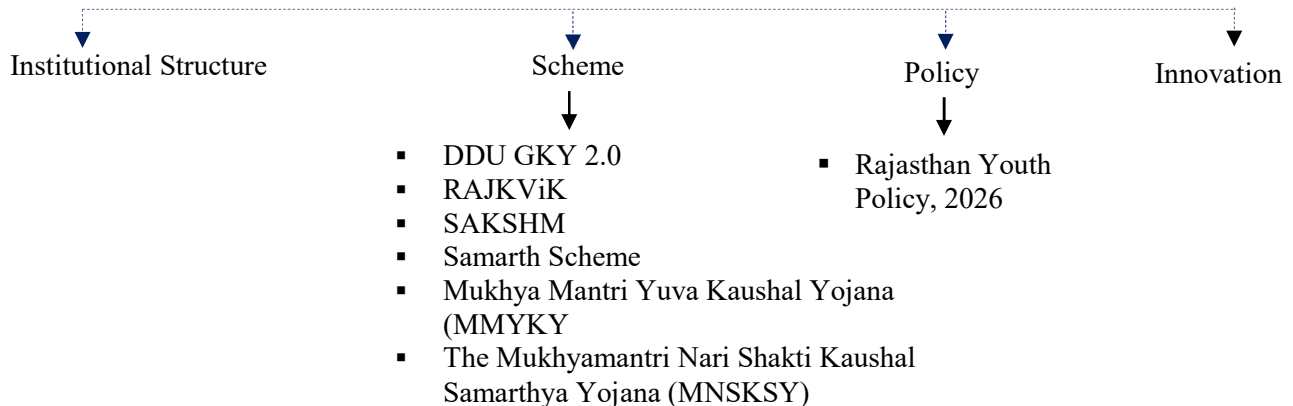 Institutional Structure
Scheme
Policy
Innovation
▪ DDU GKY 2.0
▪ RAJKViK
▪ SAKSHM
▪ Samarth Scheme
▪ Mukhya Mantri Yuva Kaushal Yojana
(MMYKY
▪ The Mukhyamantri Nari Shakti Kaushal
Samarthya Yojana (MNSKSY)
▪ Rajasthan Youth
Policy, 2026